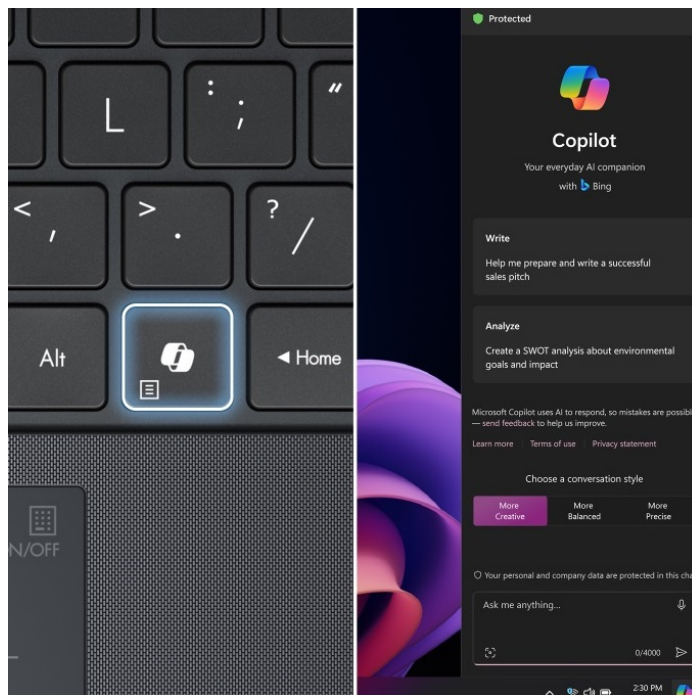 L
:
;
"
<
,
>
.
?
/
Alt
◄ Home
N/OFF
Protected
Copilot
Your everyday AI companion
with b Bing
Write
Help me prepare and write a successful
sales pitch
Analyze
Create a SWOT analysis about environmental
goals and impact
Microsoft Copilot uses AI to respond, so mistakes are possible
— send feedback to help us improve.
Learn more | Terms of use | Privacy statement
Choose a conversation style
More
Creative
More
Balanced
More
Precise
Your personal and company data are protected in this cha
Ask me anything...
0/4000
2:30 PM